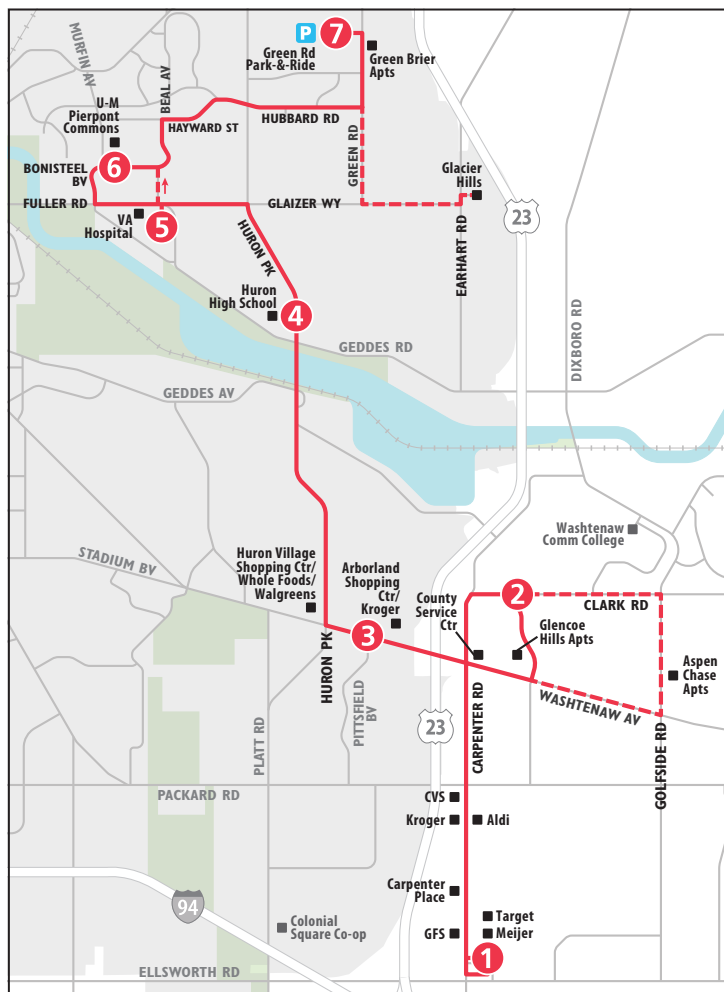 MURFIN AV
BEAL AV
P
7
Green Rd
Park-&-Ride
Green Brier
Apts
U-M
Pierpont
Commons
HAYWARD ST
HUBBARD RD
GREEN RD
6
BONISTEEL
BV
FULLER RD
GLAIZER WY
Glacier
Hills
23
VA
Hospital
5
HURON PK
EARHART RD
Huron
High School
4
GEDDES RD
DIXBORO RD
GEDDES AV
STADIUM BV
Washtenaw
Comm College
Huron Village
Shopping Ctr/
Whole Foods/
Walgreens
Arborland
Shopping
Ctr/
Kroger
County
Service
Ctr
2
CLARK RD
Glencoe
Hills Apts
3
HURON PK
PITTSFIELD
BV
PLATT RD
CARPENTER RD
WASHTENAW AV
Aspen
Chase
Apts
GOLFSIDE RD
23
PACKARD RD
CVS
Kroger
Aldi
Carpenter
Place
94
Colonial
Square Co-op
Target
GFS
Meijer
1
ELLSWORTH RD